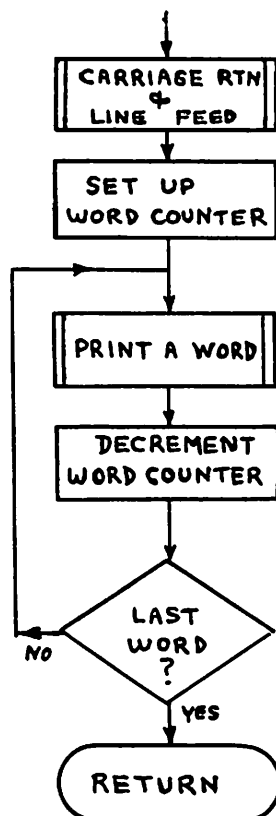 CARRIAGE RTN
&
LINE FEED
SET UP
WORD COUNTER
PRINT A WORD
DECREMENT
WORD COUNTER
LAST
WORD
?
NO
YES
RETURN